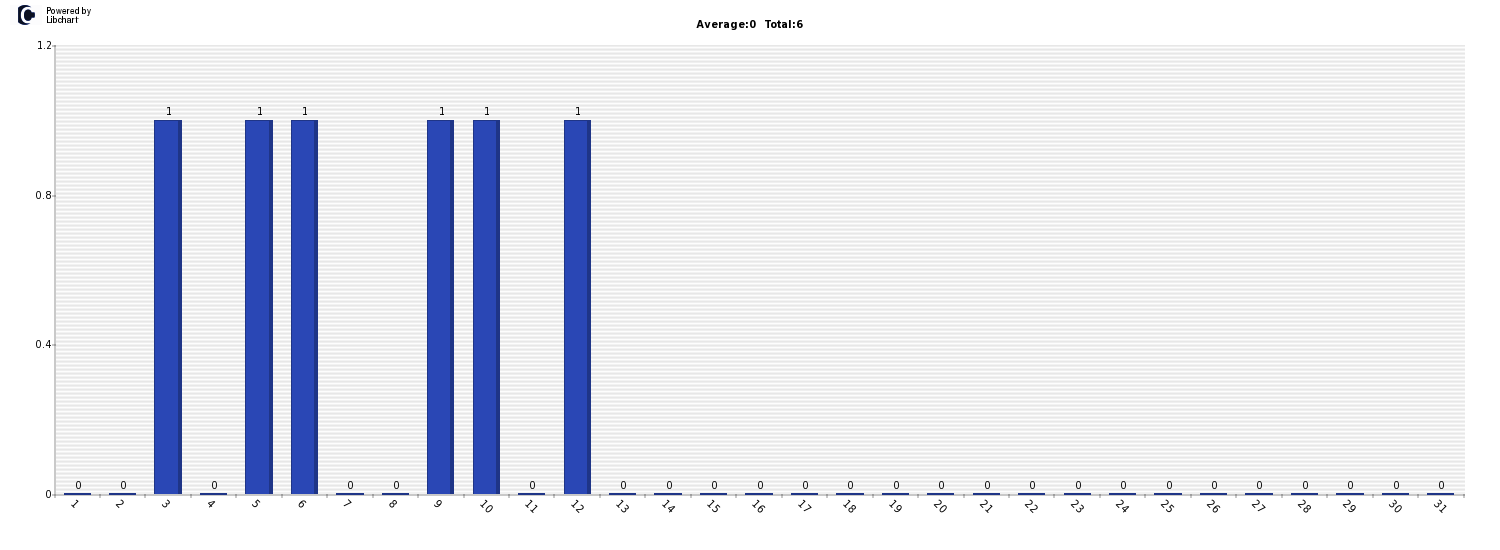 Powered by
Libchart
Average:0 Total:6
1.2
0.8
0.4
0
0 0 1 0 1 1 0 0 1 1 0 1 0 0 0 0 0 0 0 0 0 0 0 0 0 0 0 0 0 0 0
1 2 3 4 5 6 7 8 9 10 11 12 13 14 15 16 17 18 19 20 21 22 23 24 25 26 27 28 29 30 31